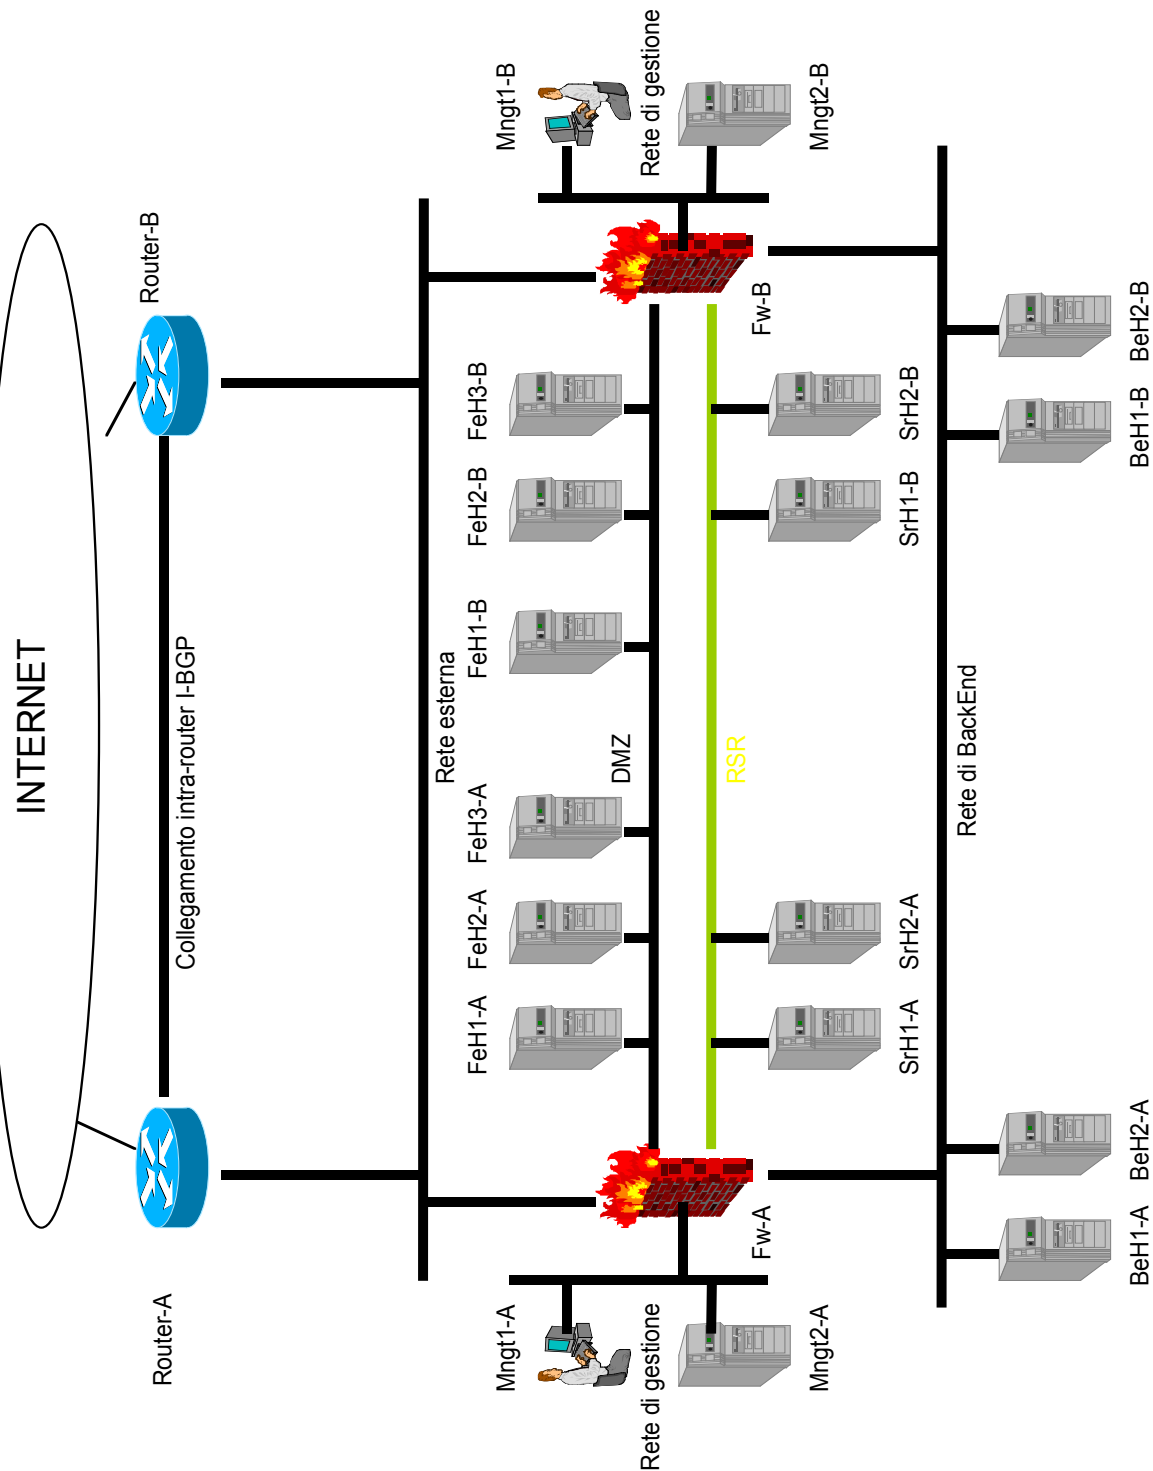 INTERNET
Router-A
Router-B
Collegamento intra-router I-BGP
Rete esterna
Mngt1-A
FeH1-A
FeH2-A
FeH3-A
FeH1-B
FeH2-B
FeH3-B
Mngt1-B
Rete di gestione
DMZ
Rete di gestione
RSR
Fw-A
Fw-B
Mngt2-A
Mngt2-B
SrH1-A
SrH2-A
SrH1-B
SrH2-B
Rete di BackEnd
BeH1-A
BeH2-A
BeH1-B
BeH2-B